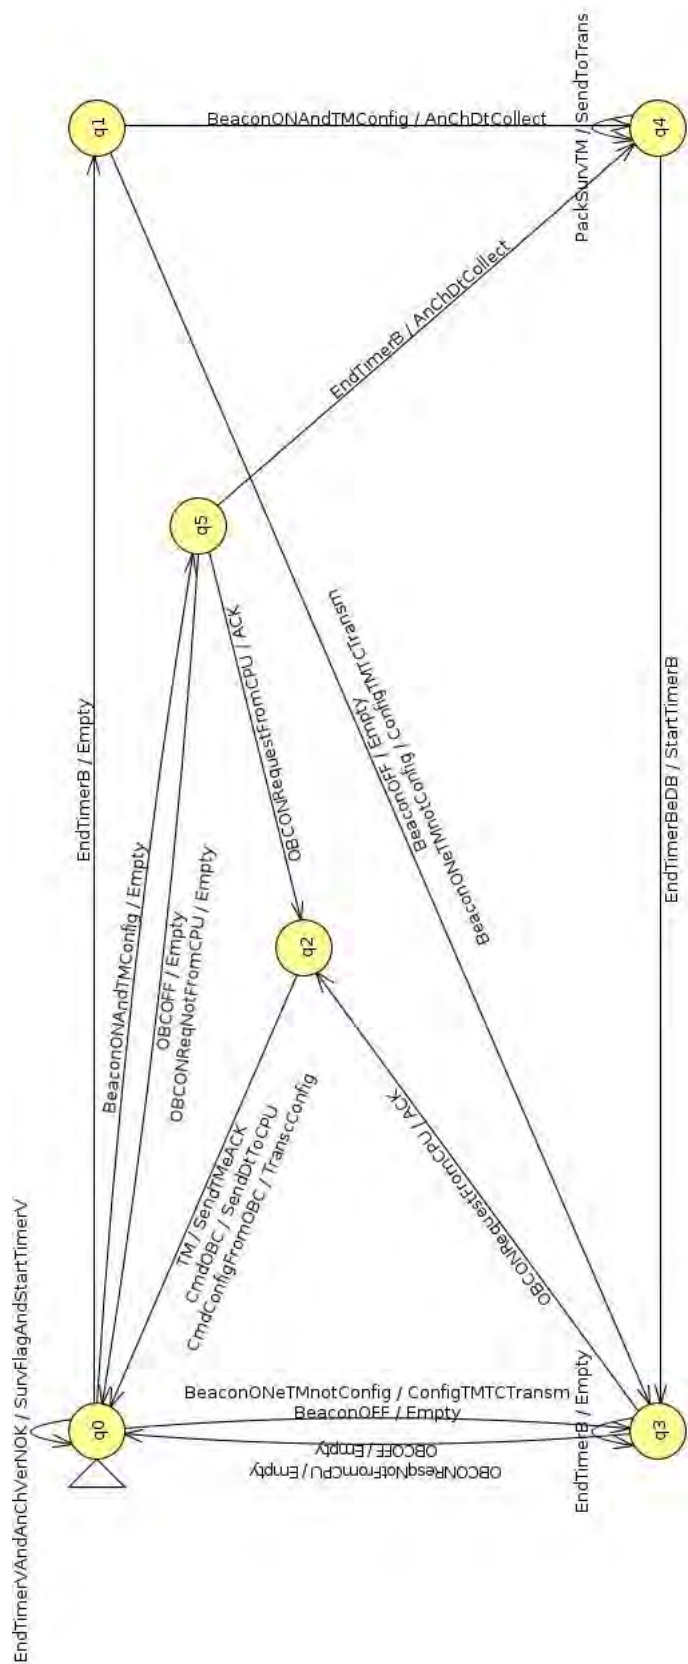 q1
BeaconONAndTMConfig / AnChDtCollect
q4
PackSurvTM / SendToTrans
EndTimerB / AnChDtCollect
q5
EndTimerB / Empty
OBCONRequestFromCPU / ACK
BeaconOFF / Empty
BeaconONeTMnotConfig / ConfigTMTCTransm
EndTimerBeDB / StartTimerB
BeaconONAndTMConfig / Empty
OBCOFF / Empty
OBCONReqNotFromCPU / Empty
q2
TM / SendTMeACK
CmdOBC / SendDtToCPU
CmdConfigFromOBC / TranscConfig
OBCONRequestFromCPU / ACK
EndTimerVAndAnChVerNOK / SurvFlagAndStartTimerV
q0
BeaconONeTMnotConfig / ConfigTMTCTransm
BeaconOFF / Empty
OBCOFF / Empty
OBCONResqNotFromCPU / Empty
EndTimerB / Empty
q3